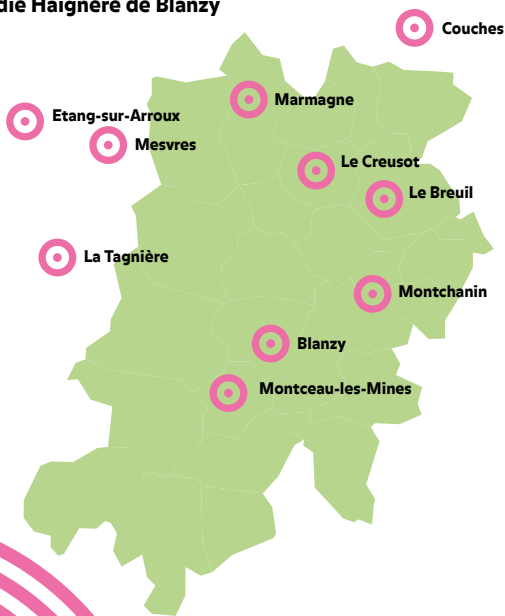 die Haigneré de Blanzy
Couches
Marmagne
Etang-sur-Arroux
Mesvres
Le Creusot
Le Breuil
La Tagnière
Montchanin
Blanzy
Montceau-les-Mines